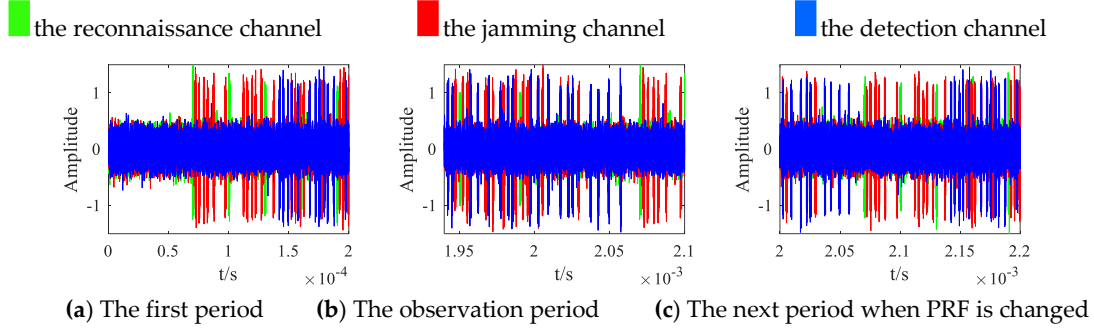 the reconnaissance channel the jamming channel the detection channel
Amplitude 1 0 -1 Amplitude 1 0 -1 Amplitude 1 0 -1
0 0.5 1 1.5 2 1.95 2 2.05 2.1 2 2.05 2.1 2.15 2.2
t/s ×10-4 t/s ×10-3 t/s ×10-3
(a) The first period (b) The observation period (c) The next period when PRF is changed